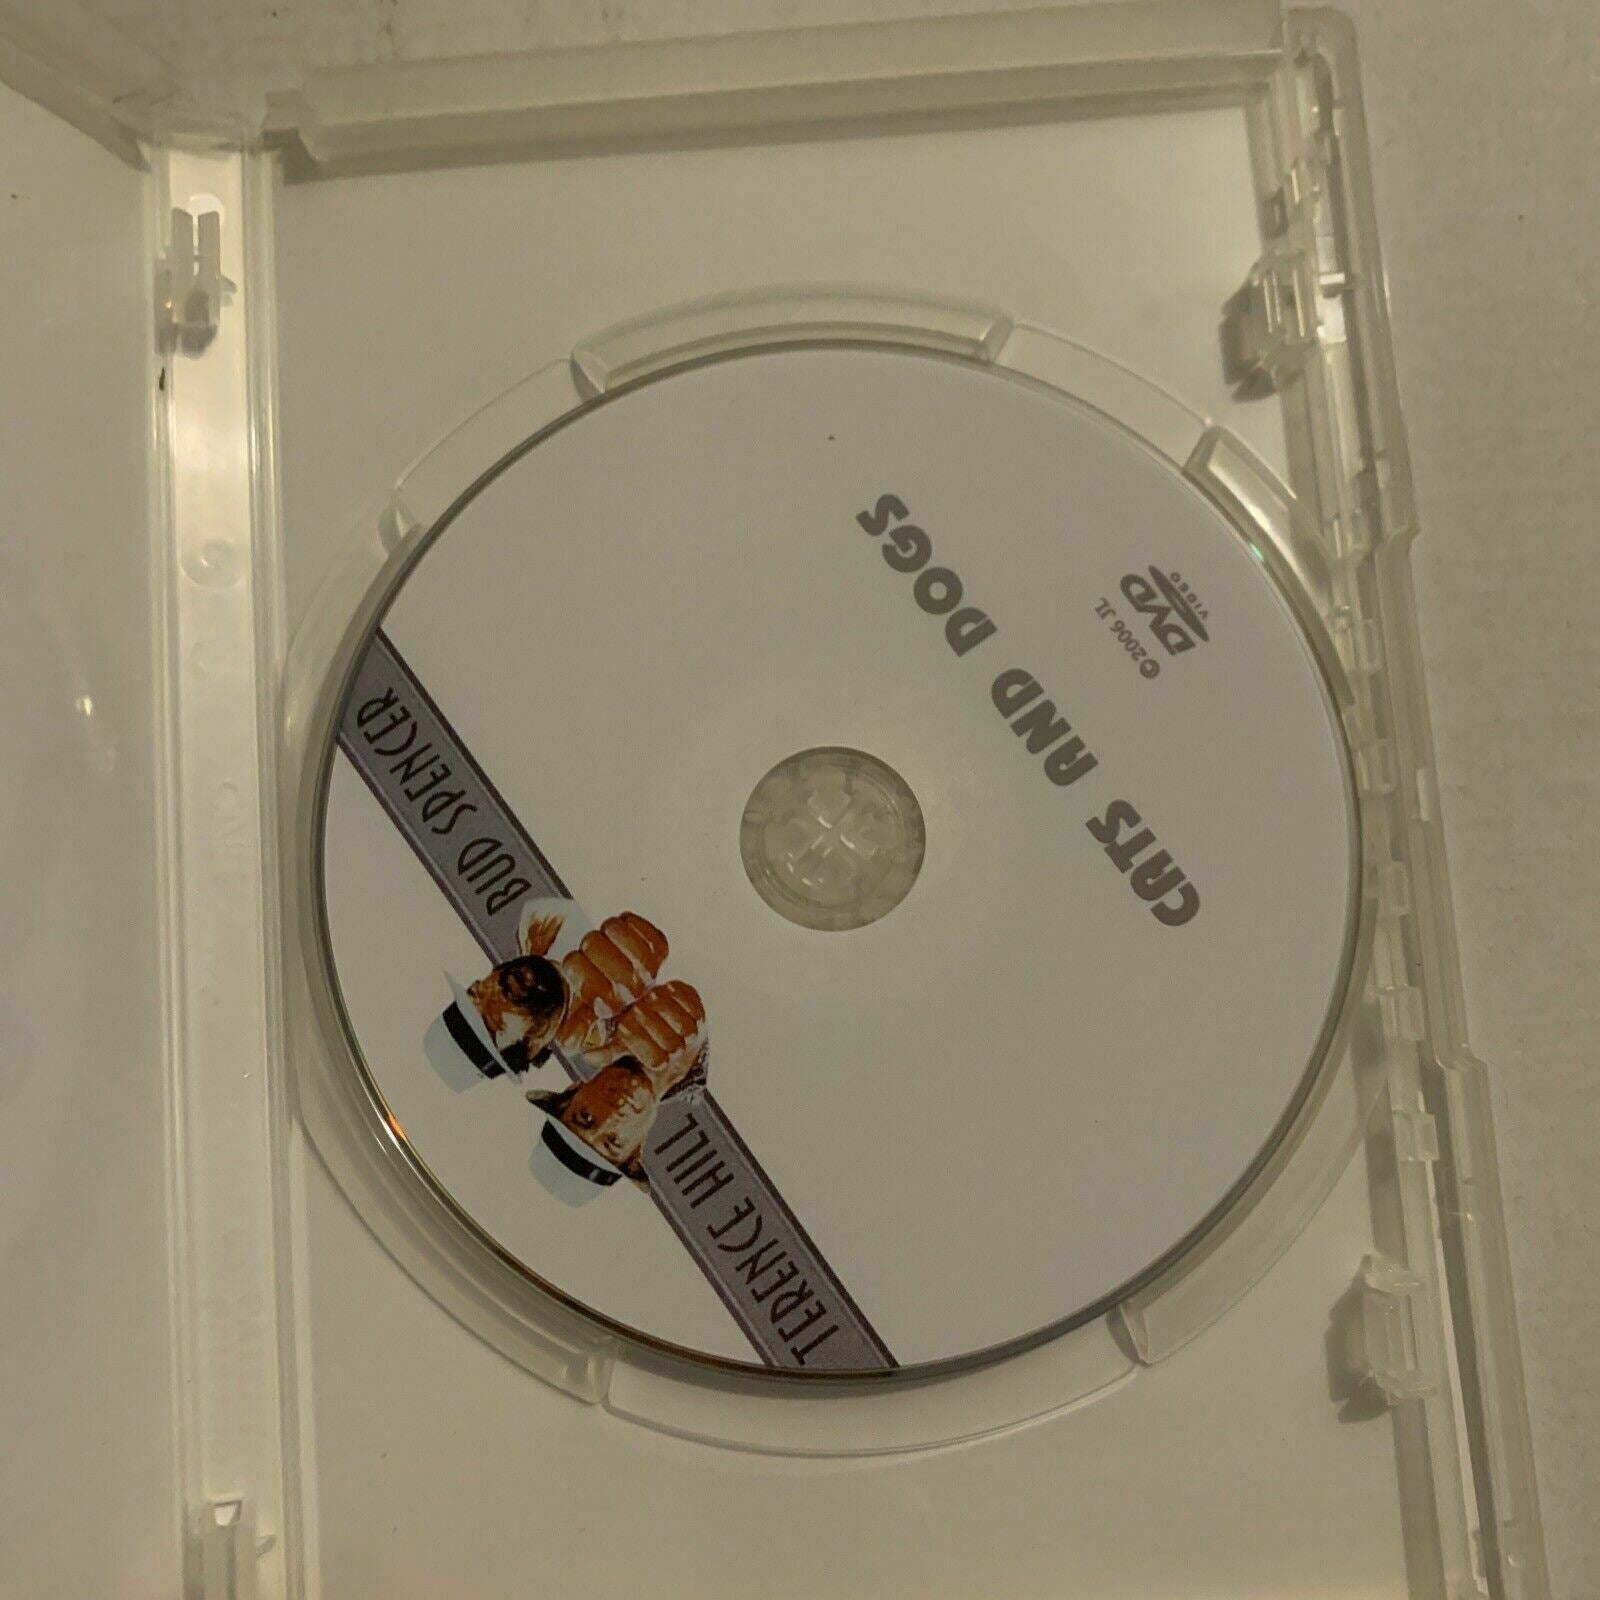 TERENCE HILL BUD SPENCER
CATS AND DOGS
©2006 JL
DVD
VIDEO